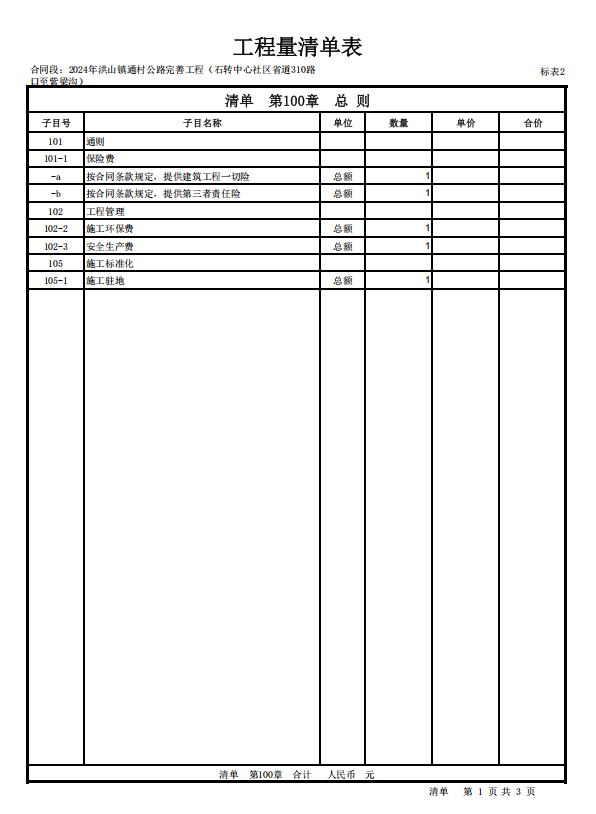 工程量清单表
合同段：2024年洪山镇通村公路完善工程（石转中心社区省道310路
口至紫梁沟）
标表2
清单 第100章 总 则
子目号 子目名称 单位 数量 单价 合价
101 通则
101-1 保险费
-a 按合同条款规定，提供建筑工程一切险 总额 1
-b 按合同条款规定，提供第三者责任险 总额 1
102 工程管理
102-2 施工环保费 总额 1
102-3 安全生产费 总额 1
105 施工标准化
105-1 施工驻地 总额 1
清单 第100章 合计 人民币 元
清单 第 1 页 共 3 页